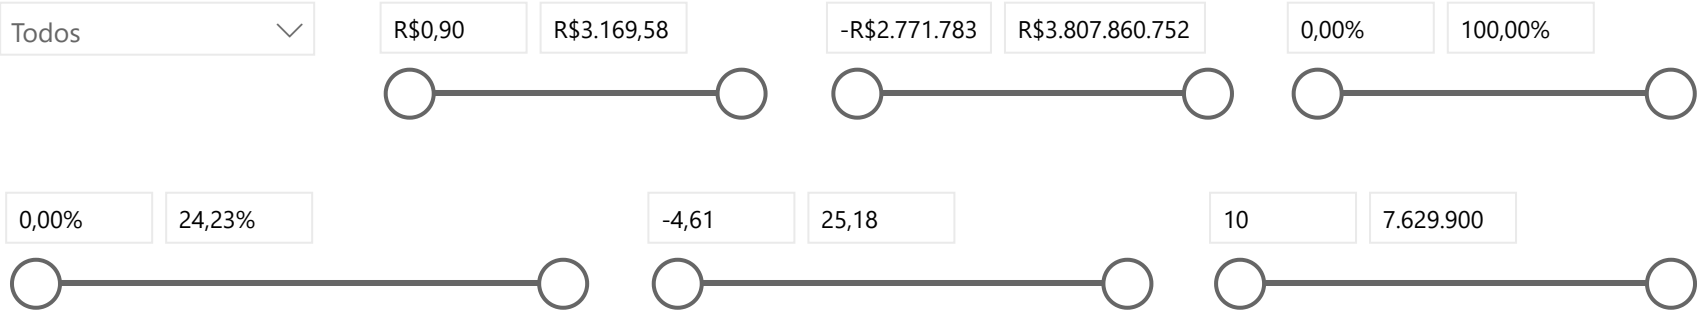 Todos R$0,90 R$3.169,58 -R$2.771.783 R$3.807.860.752 0,00% 100,00%
0,00% 24,23% -4,61 25,18 10 7.629.900